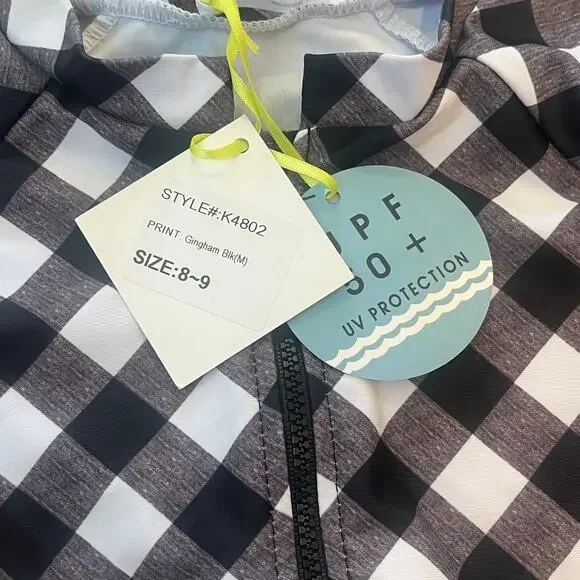 STYLE#:K4802
PRINT: Gingham Blk(M)
SIZE:8~9
UPF
50+
UV PROTECTION